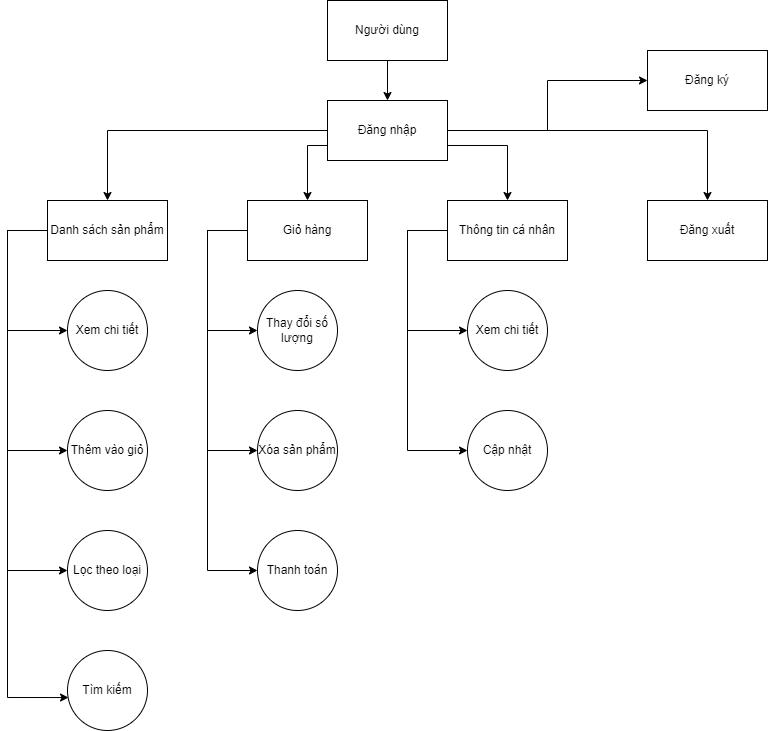 Người dùng
Đăng ký
Đăng nhập
Danh sách sản phẩm
Giỏ hàng
Thông tin cá nhân
Đăng xuất
Xem chi tiết
Thay đổi số
lượng
Xem chi tiết
Thêm vào giỏ
Xóa sản phẩm
Cập nhật
Lọc theo loại
Thanh toán
Tìm kiếm